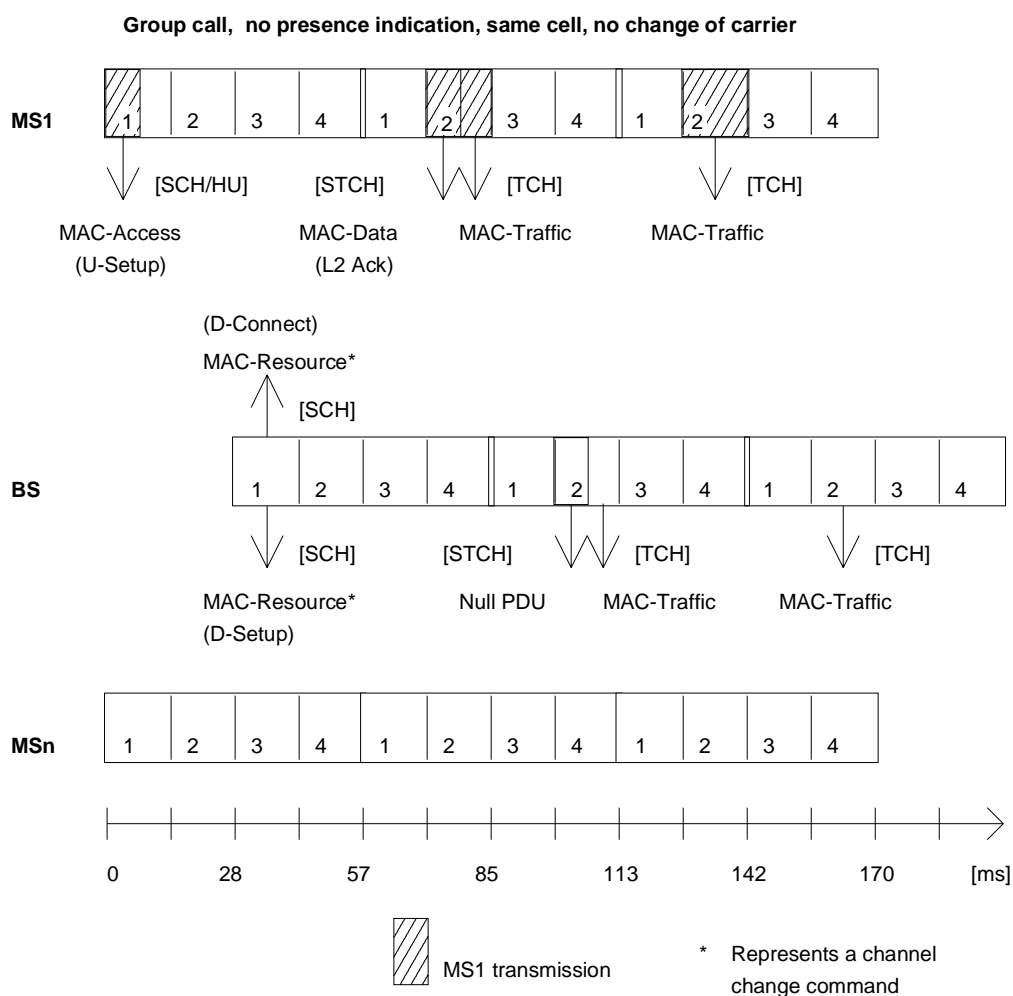 Group call, no presence indication, same cell, no change of carrier
MS1
1 2 3 4 1 2 3 4 1 2 3 4
[SCH/HU] [STCH] [TCH] [TCH]
MAC-Access MAC-Data MAC-Traffic MAC-Traffic
(U-Setup) (L2 Ack)
(D-Connect)
MAC-Resource*
[SCH]
BS
1 2 3 4 1 2 3 4 1 2 3 4
[SCH] [STCH] [TCH] [TCH]
MAC-Resource* Null PDU MAC-Traffic MAC-Traffic
(D-Setup)
MSn
1 2 3 4 1 2 3 4 1 2 3 4
0 28 57 85 113 142 170 [ms]
MS1 transmission
* Represents a channel
change command